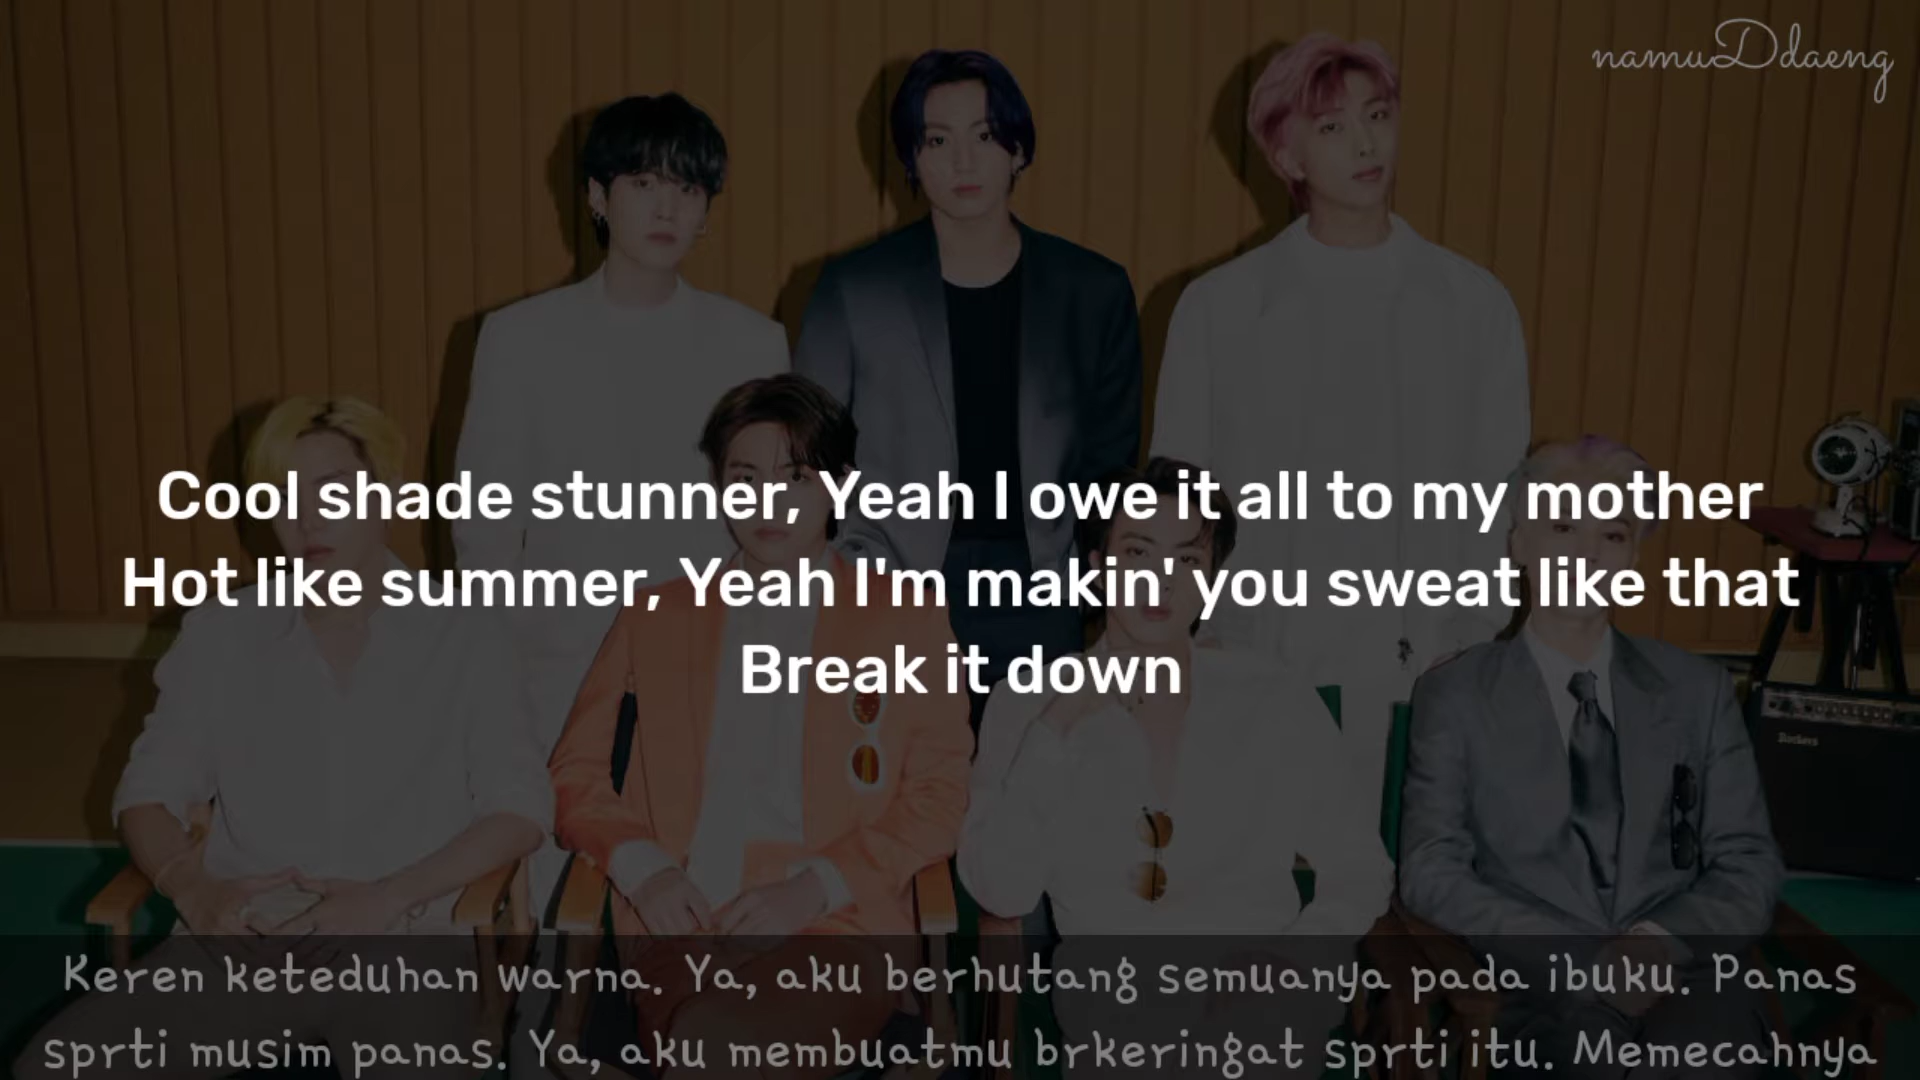 namuDdaeng
Cool shade stunner, Yeah I owe it all to my mother
Hot like summer, Yeah I'm makin' you sweat like that
Break it down
Rockers
Keren keteduhan warna. Ya, aku berhutang semuanya pada ibuku. Panas
sprti musim panas. Ya, aku membuatmu brkeringat sprti itu. Memecahnya